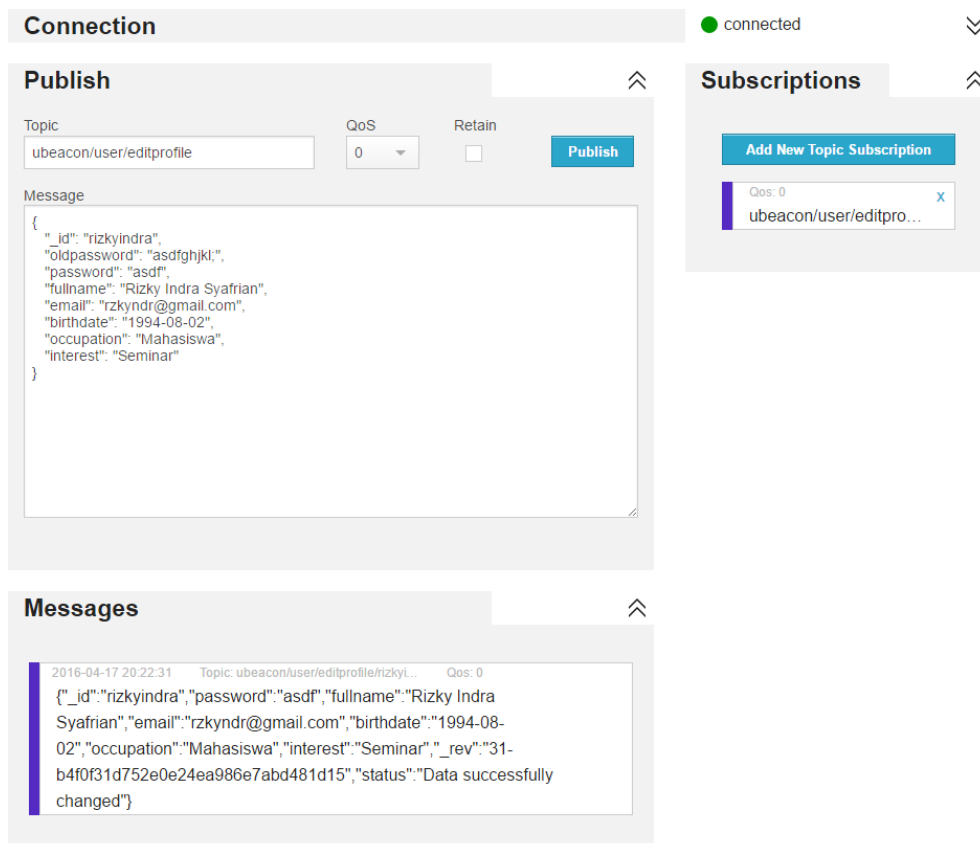 Connection
connected
Publish
Subscriptions
Topic
QoS
Retain
ubeacon/user/editprofile
0
Publish
Add New Topic Subscription
Qos: 0
x
ubeacon/user/editpro...
Message
{
"_id": "rizkyindra",
"oldpassword": "asdfghjkl;",
"password": "asdf",
"fullname": "Rizky Indra Syafrian",
"email": "rzkyndr@gmail.com",
"birthdate": "1994-08-02",
"occupation": "Mahasiswa",
"interest": "Seminar"
}
Messages
2016-04-17 20:22:31 Topic: ubeacon/user/editprofile/rizkyi... Qos: 0
{"_id":"rizkyindra","password":"asdf","fullname":"Rizky Indra
Syafrian","email":"rzkyndr@gmail.com","birthdate":"1994-08-
02","occupation":"Mahasiswa","interest":"Seminar","_rev":"31-
b4f0f31d752e0e24ea986e7abd481d15","status":"Data successfully
changed"}